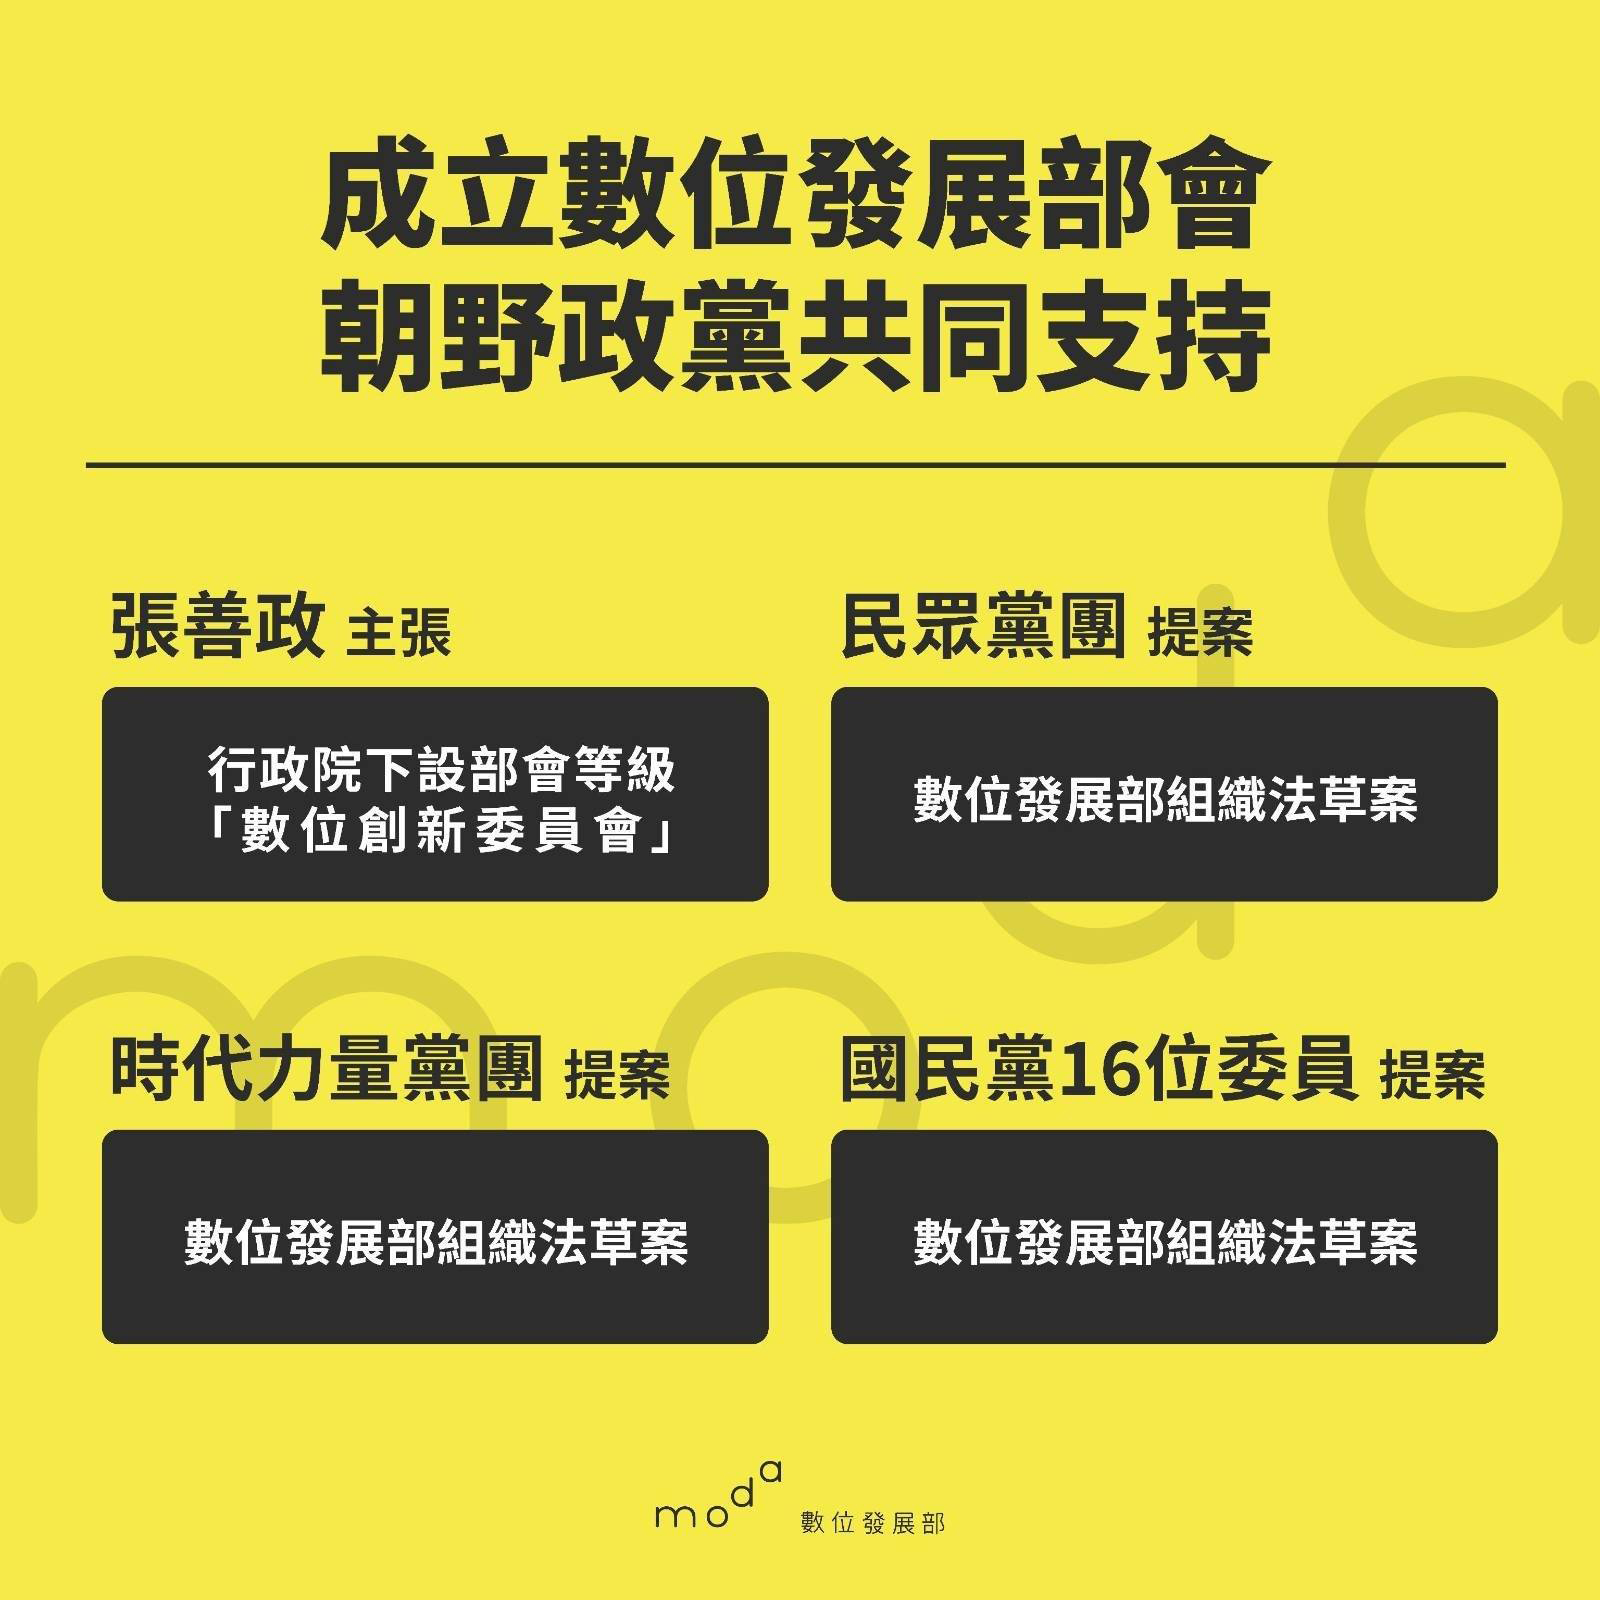 成立數位發展部會
朝野政黨共同支持
張善政 主張
行政院下設部會等級
「數位創新委員會」
民眾黨團 提案
數位發展部組織法草案
時代力量黨團 提案
數位發展部組織法草案
國民黨16位委員 提案
數位發展部組織法草案
moda 數位發展部